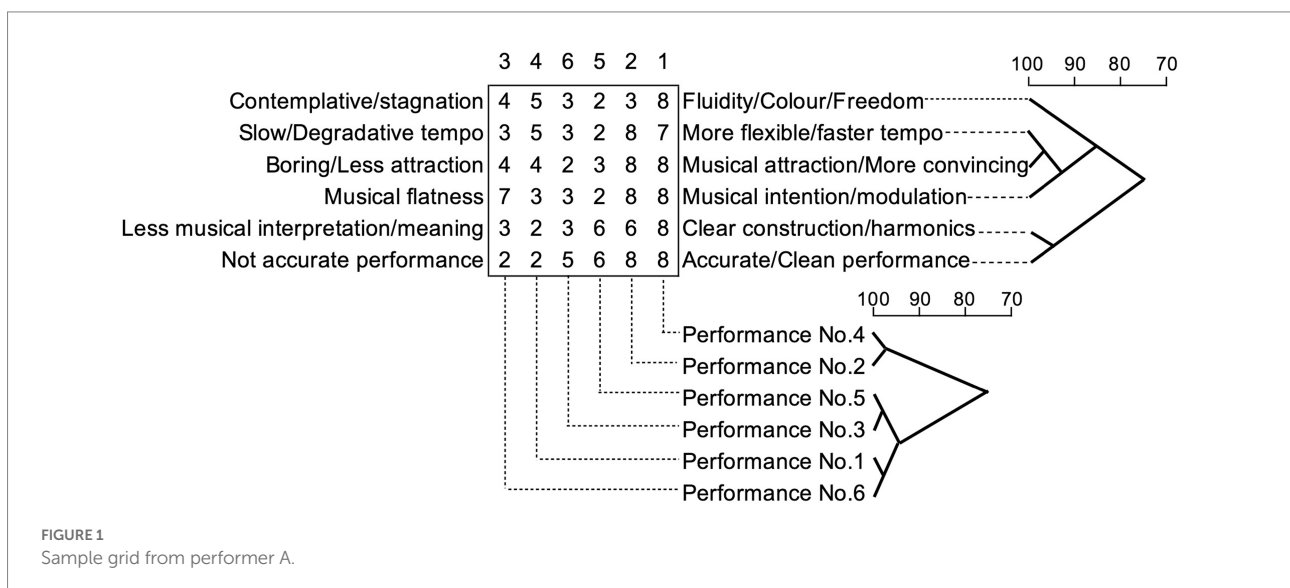 3 4 6 5 2 1
100 90 80 70
Contemplative/stagnation 4 5 3 2 3 8 Fluidity/Colour/Freedom
Slow/Degradative tempo 3 5 3 2 8 7 More flexible/faster tempo
Boring/Less attraction 4 4 2 3 8 8 Musical attraction/More convincing
Musical flatness 7 3 3 2 8 8 Musical intention/modulation
Less musical interpretation/meaning 3 2 3 6 6 8 Clear construction/harmonics
Not accurate performance 2 2 5 6 8 8 Accurate/Clean performance
100 90 80 70
Performance No.4
Performance No.2
Performance No.5
Performance No.3
Performance No.1
Performance No.6
FIGURE 1
Sample grid from performer A.